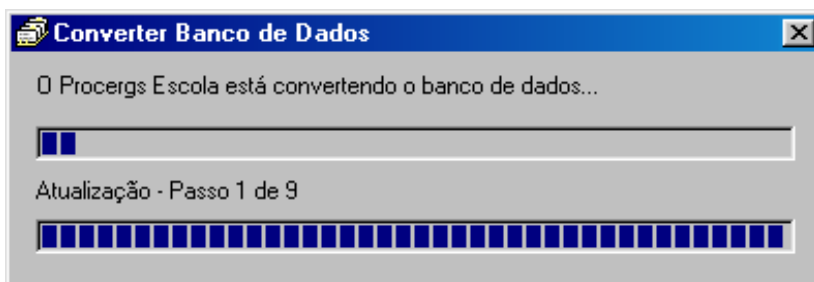 Converter Banco de Dados
O Procergs Escola está convertendo o banco de dados...
Atualização - Passo 1 de 9